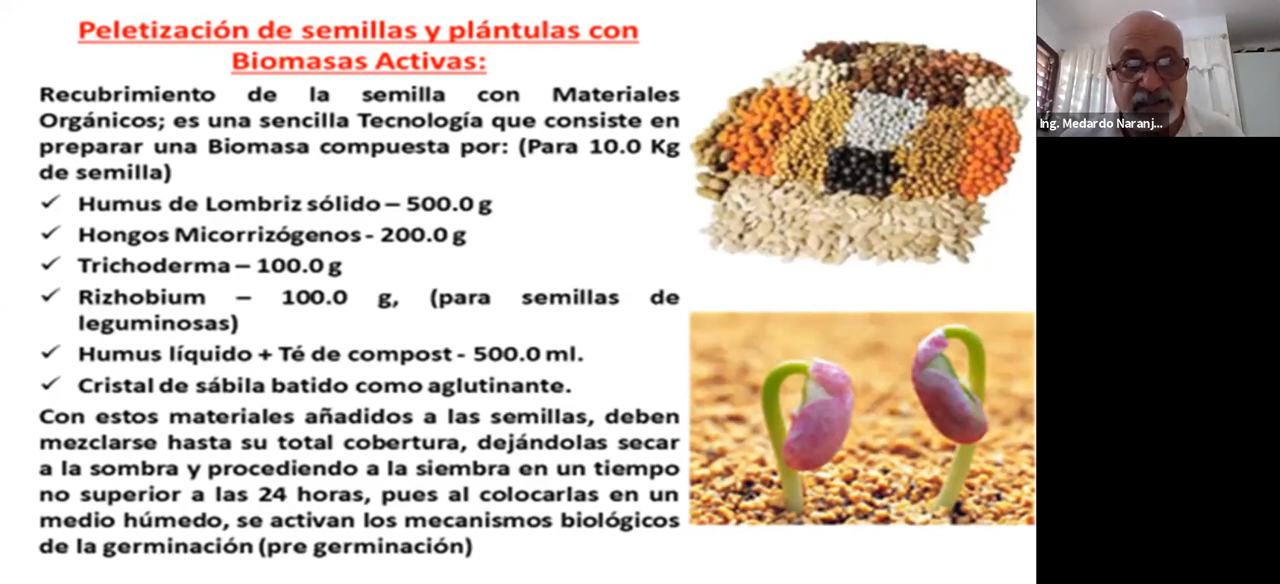 Peletización de semillas y plántulas con
Biomasas Activas:
Recubrimiento de la semilla con Materiales
Orgánicos; es una sencilla Tecnología que consiste en
preparar una Biomasa compuesta por: (Para 10.0 Kg
de semilla)
✓ Humus de Lombriz sólido – 500.0 g
✓ Hongos Micorrizógenos - 200.0 g
✓ Trichoderma – 100.0 g
✓ Rizhobium – 100.0 g, (para semillas de
leguminosas)
✓ Humus líquido + Té de compost - 500.0 ml.
✓ Cristal de sábila batido como aglutinante.
Con estos materiales añadidos a las semillas, deben
mezclarse hasta su total cobertura, dejándolas secar
a la sombra y procediendo a la siembra en un tiempo
no superior a las 24 horas, pues al colocarlas en un
medio húmedo, se activan los mecanismos biológicos
de la germinación (pre germinación)
Ing. Medardo Naranj...